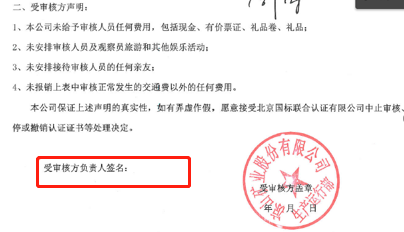 二、受审核方声明：
1、本公司未给予审核人员任何费用，包括现金、有价票证、礼品卷、礼品；
2、未安排审核人员及观察员旅游和其他娱乐活动；
3、未安排接待审核人员的任何亲友；
4、未报销上表中审核正常发生的交通费以外的任何费用。
本公司保证上述声明的真实性，如有弄虚作假，愿意接受北京国标联合认证有限公司中止审核、
停或撤销认证证书等处理决定。
受审核方负责人签名：
业股份有限公司
生产运行部
受审核方盖章
年 月 日